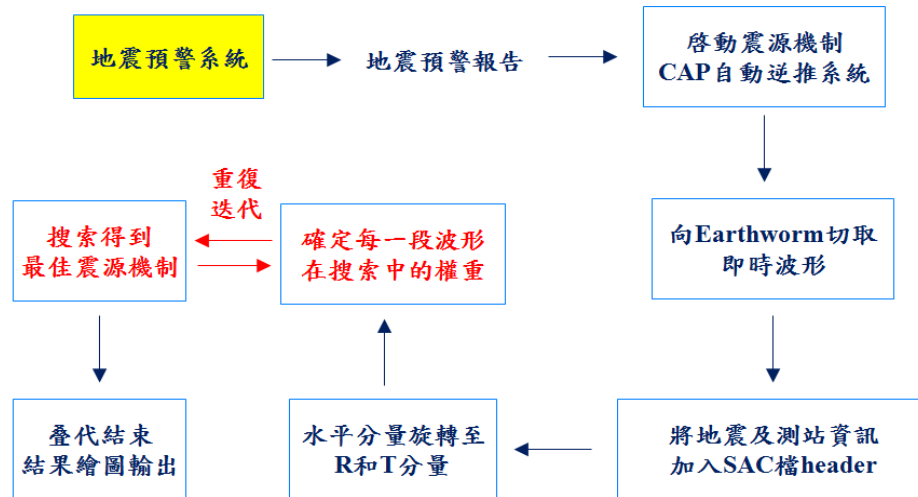 地震預警系統
地震預警報告
啓動震源機制
CAP自動逆推系統
向Earthworm切取
即時波形
將地震及測站資訊
加入SAC檔header
水平分量旋轉至
R和T分量
確定每一段波形
在搜索中的權重
重復
迭代
搜索得到
最佳震源機制
叠代結束
結果繪圖輸出